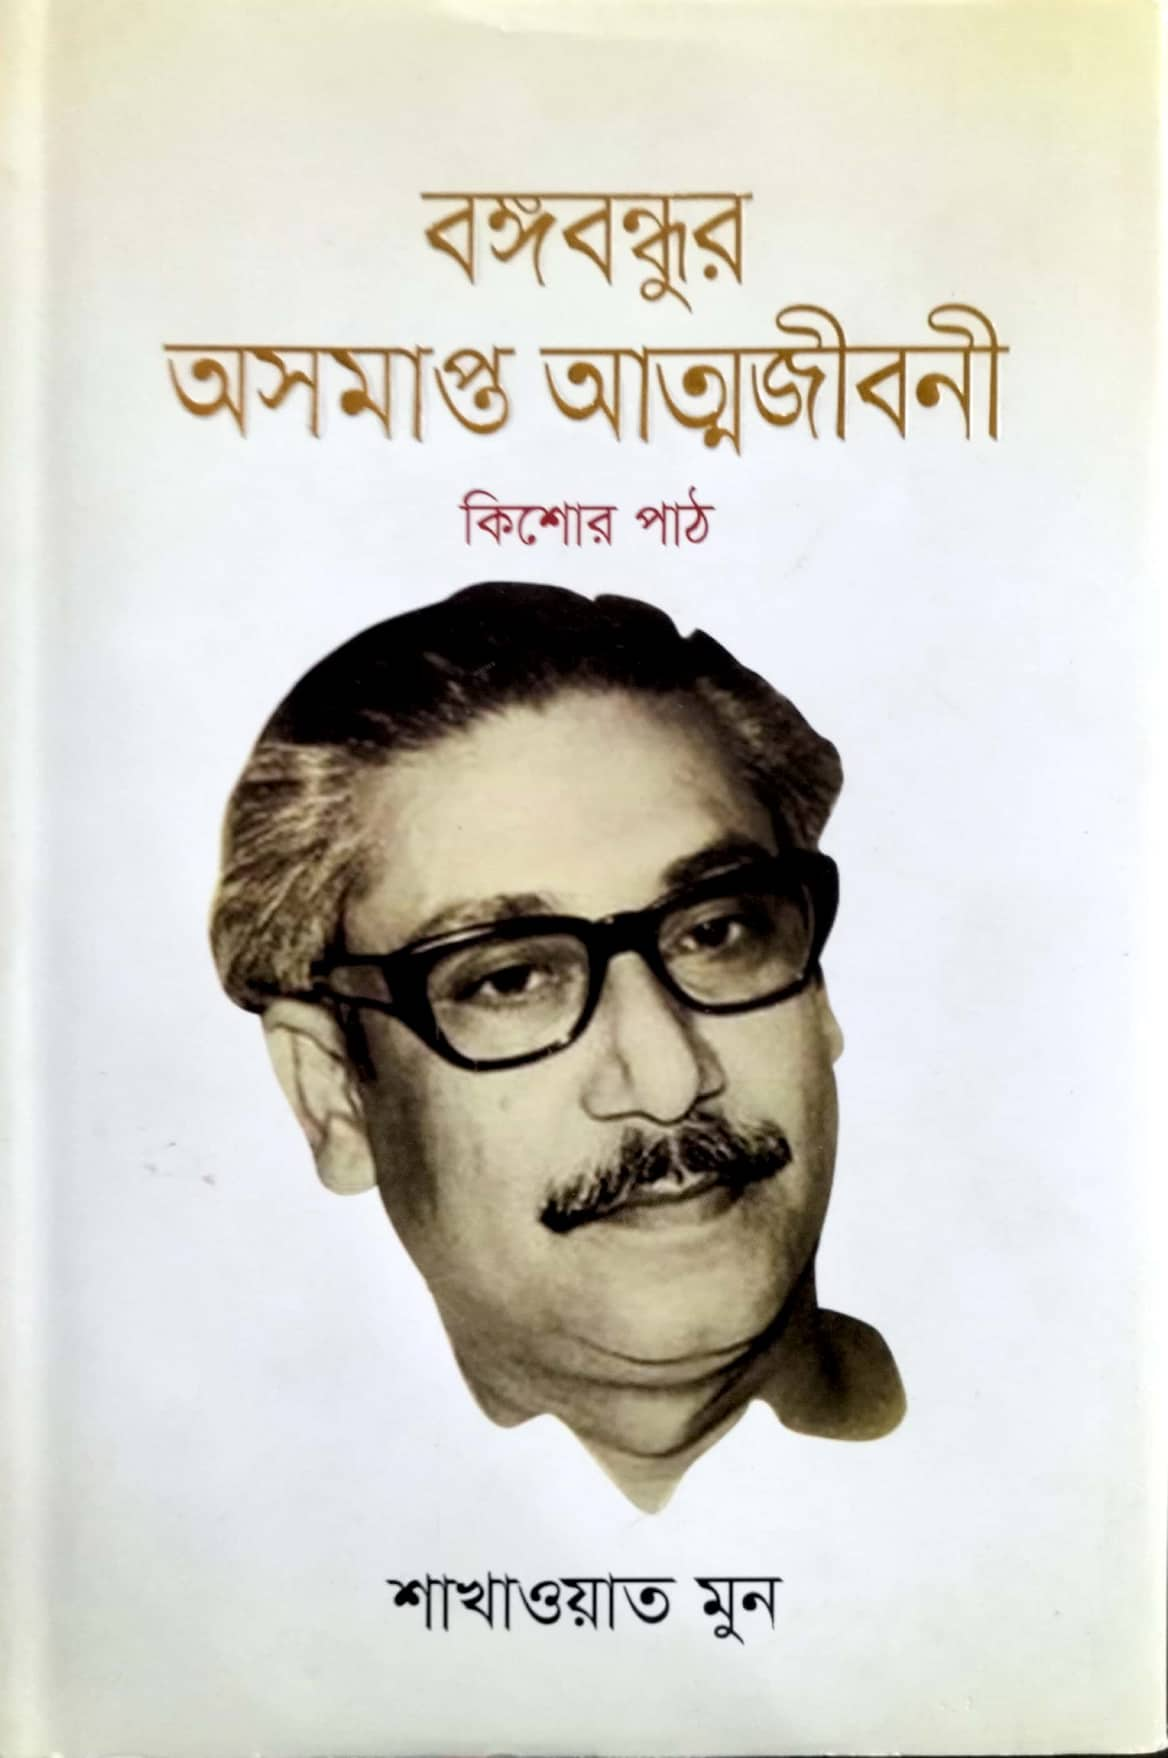 বঙ্গবন্ধুর
অসমাপ্ত আত্মজীবনী
কিশোর পাঠ
শাখাওয়াত মুন